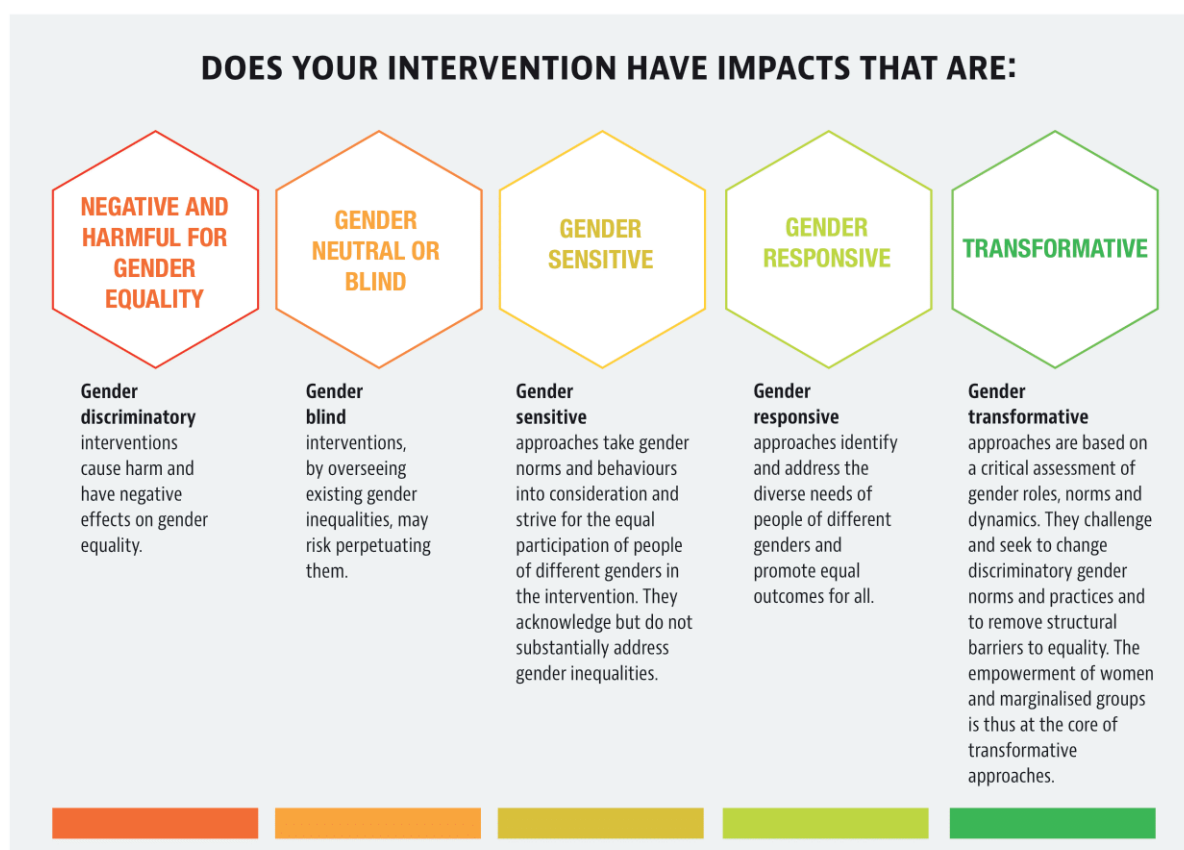 DOES YOUR INTERVENTION HAVE IMPACTS THAT ARE:
NEGATIVE AND
HARMFUL FOR
GENDER
EQUALITY
Gender
discriminatory
interventions
cause harm and
have negative
effects on gender
equality.
GENDER
NEUTRAL OR
BLIND
Gender
blind
interventions,
by overseeing
existing gender
inequalities, may
risk perpetuating
them.
GENDER
SENSITIVE
Gender
sensitive
approaches take gender
norms and behaviours
into consideration and
strive for the equal
participation of people
of different genders in
the intervention. They
acknowledge but do not
substantially address
gender inequalities.
GENDER
RESPONSIVE
Gender
responsive
approaches identify
and address the
diverse needs of
people of different
genders and
promote equal
outcomes for all.
TRANSFORMATIVE
Gender
transformative
approaches are based on
a critical assessment of
gender roles, norms and
dynamics. They challenge
and seek to change
discriminatory gender
norms and practices and
to remove structural
barriers to equality. The
empowerment of women
and marginalised groups
is thus at the core of
transformative
approaches.